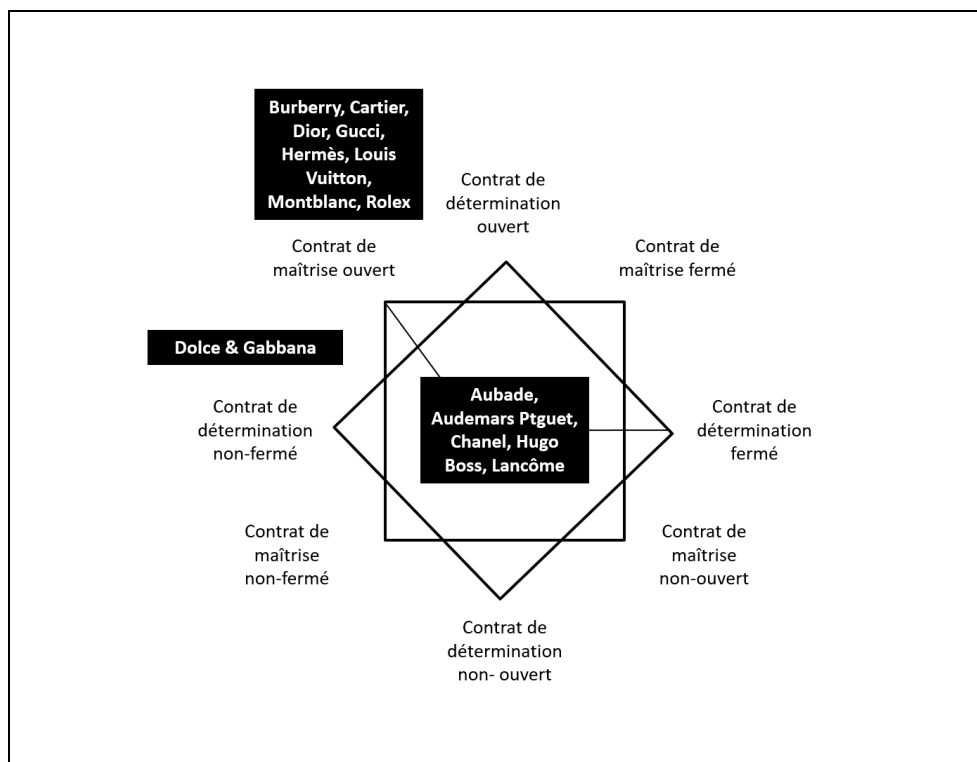 Burberry, Cartier,
Dior, Gucci,
Hermès, Louis
Vuitton,
Montblanc, Rolex
Contrat de
détermination
ouvert
Contrat de
maîtrise ouvert
Contrat de
maîtrise fermé
Dolce & Gabbana
Aubade,
Audemars Ptguet,
Chanel, Hugo
Boss, Lancôme
Contrat de
détermination
non-fermé
Contrat de
détermination
fermé
Contrat de
maîtrise
non-fermé
Contrat de
maîtrise
non-ouvert
Contrat de
détermination
non- ouvert